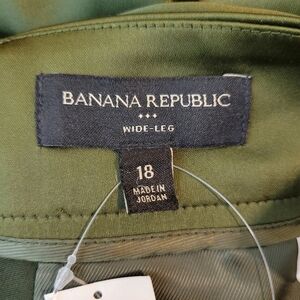 BANANA REPUBLIC
WIDE-LEG
18
MADE IN
JORDAN